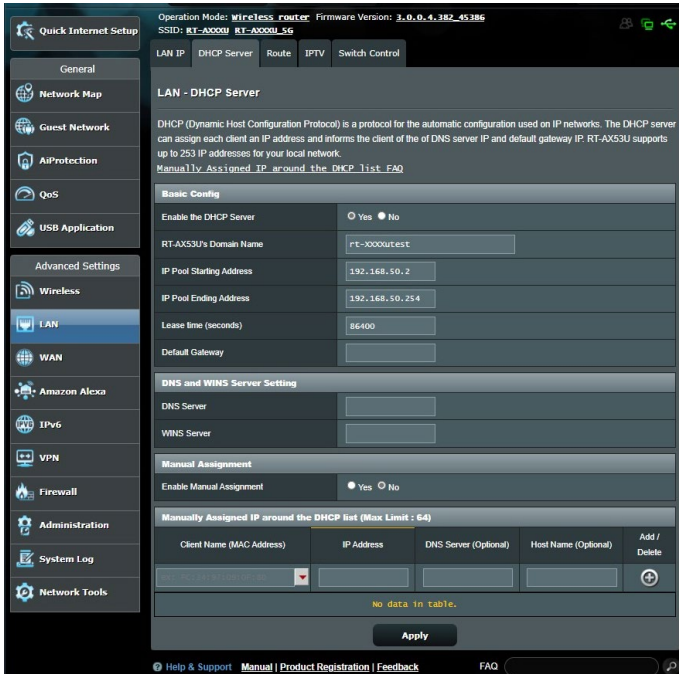 Quick Internet Setup
General
Network Map
Guest Network
AiProtection
QoS
USB Application
Advanced Settings
Wireless
LAN
WAN
Amazon Alexa
IPv6
VPN
Firewall
Administration
System Log
Network Tools
Operation Mode: Wireless router Firmware Version: 3.0.0.4.382_45386
SSID: RT-AXXXU RT-AXXXU_5G
LAN IP DHCP Server Route IPTV Switch Control
LAN - DHCP Server
DHCP (Dynamic Host Configuration Protocol) is a protocol for the automatic configuration used on IP networks. The DHCP server
can assign each client an IP address and informs the client of the of DNS server IP and default gateway IP. RT-AX53U supports
up to 253 IP addresses for your local network.
Manually Assigned IP around the DHCP list FAQ
Basic Config
Enable the DHCP Server Yes No
RT-AX53U's Domain Name rt-XXXXutest
IP Pool Starting Address 192.168.50.2
IP Pool Ending Address 192.168.50.254
Lease time (seconds) 86400
Default Gateway
DNS and WINS Server Setting
DNS Server
WINS Server
Manual Assignment
Enable Manual Assignment Yes No
Manually Assigned IP around the DHCP list (Max Limit : 64)
Client Name (MAC Address) IP Address DNS Server (Optional) Host Name (Optional) Add / Delete
No data in table.
Apply
Help & Support Manual | Product Registration | Feedback FAQ